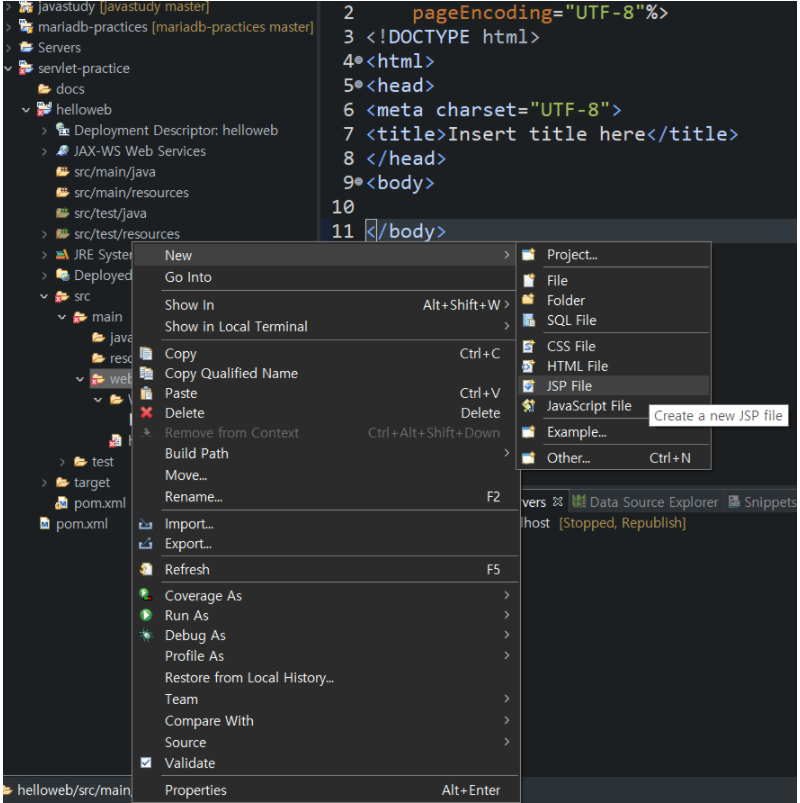 javastudy [javastudy master]
mariadb-practices [mariadb-practices master]
Servers
servlet-practice
docs
helloweb
Deployment Descriptor: helloweb
JAX-WS Web Services
src/main/java
src/main/resources
src/test/java
src/test/resources
JRE Syster
Deployed
src
main
java
reso
web
test
target
pom.xml
pom.xml
2 pageEncoding="UTF-8"%>
3 <!DOCTYPE html>
4 <html>
5 <head>
6 <meta charset="UTF-8">
7 <title>Insert title here</title>
8 </head>
9 <body>
10
11 </body>
New
Go Into
Show In Alt+Shift+W
Show in Local Terminal
Copy Ctrl+C
Copy Qualified Name
Paste Ctrl+V
Delete Delete
Remove from Context Ctrl+Alt+Shift+Down
Build Path
Move...
Rename... F2
Import...
Export...
Refresh F5
Coverage As
Run As
Debug As
Profile As
Restore from Local History...
Team
Compare With
Source
Validate
Properties Alt+Enter
Project...
File
Folder
SQL File
CSS File
HTML File
JSP File
JavaScript File
Example...
Other... Ctrl+N
Create a new JSP file
vers Data Source Explorer Snippets
lhost [Stopped, Republish]
helloweb/src/main